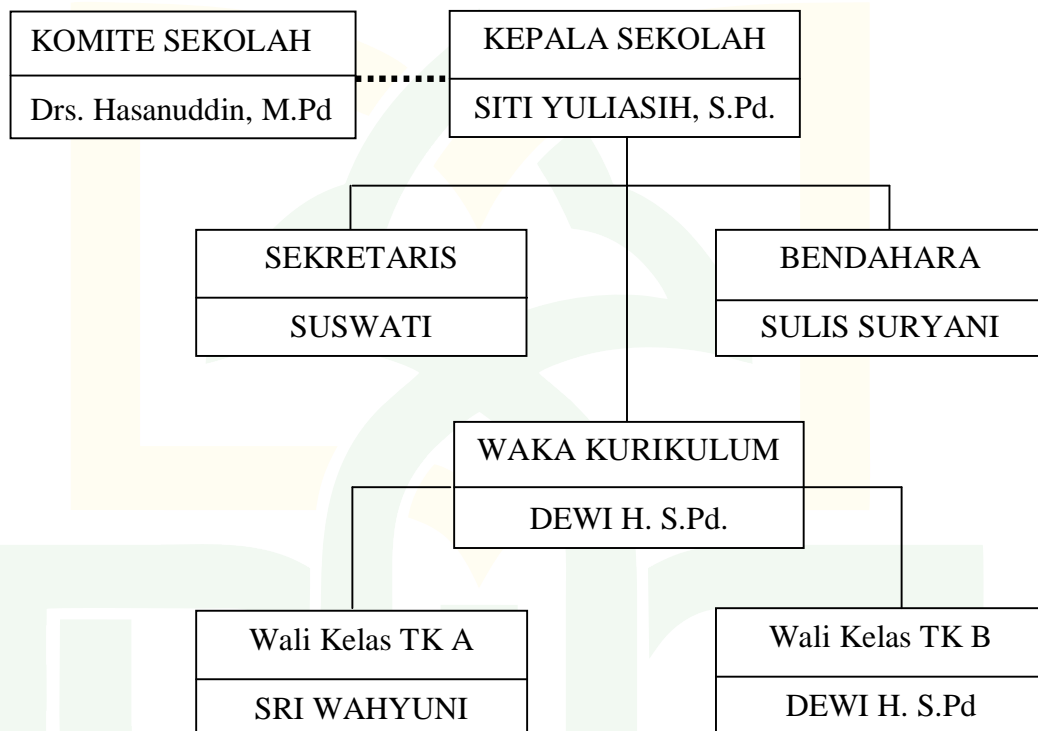 KOMITE SEKOLAH
Drs. Hasanuddin, M.Pd
KEPALA SEKOLAH
SITI YULIASIH, S.Pd.
SEKRETARIS
SUSWATI
BENDAHARA
SULIS SURYANI
WAKA KURIKULUM
DEWI H. S.Pd.
Wali Kelas TK A
SRI WAHYUNI
Wali Kelas TK B
DEWI H. S.Pd